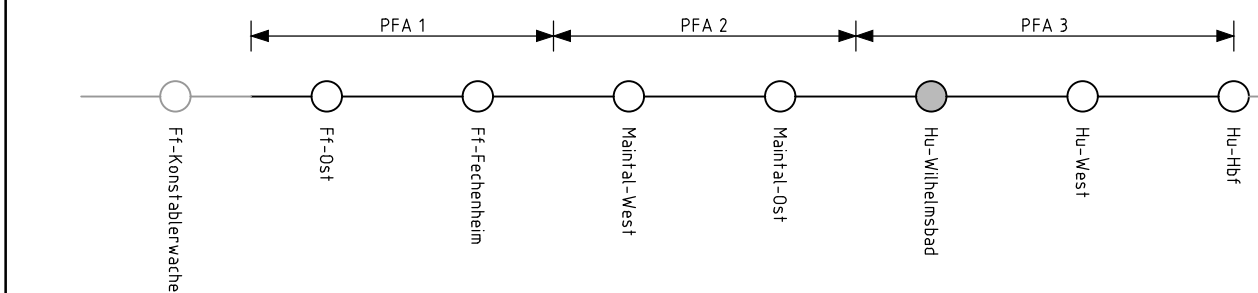 PFA 1
PFA 2
PFA 3
Ff-Konstablerwache
Ff-Ost
Ff-Fechenheim
Maintal-West
Maintal-Ost
Hu-Wilhelmsbad
Hu-West
Hu-Hbf